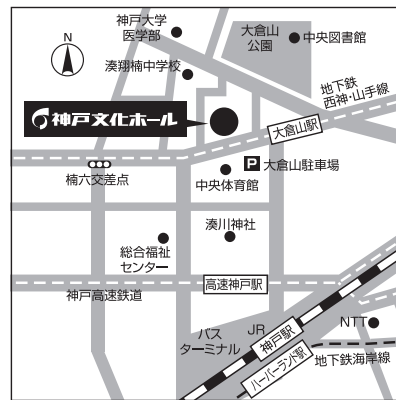 神戸大学
医学部
大倉山
公園
中央図書館
N
湊翔楠中学校
地下鉄
西神・山手線
神戸文化ホール
大倉山駅
P 大倉山駐車場
楠六交差点
中央体育館
湊川神社
総合福祉
センター
高速神戸駅
神戸高速鉄道
バス
ターミナル
JR
神戸駅
NTT
ハーバーランド駅
地下鉄海岸線